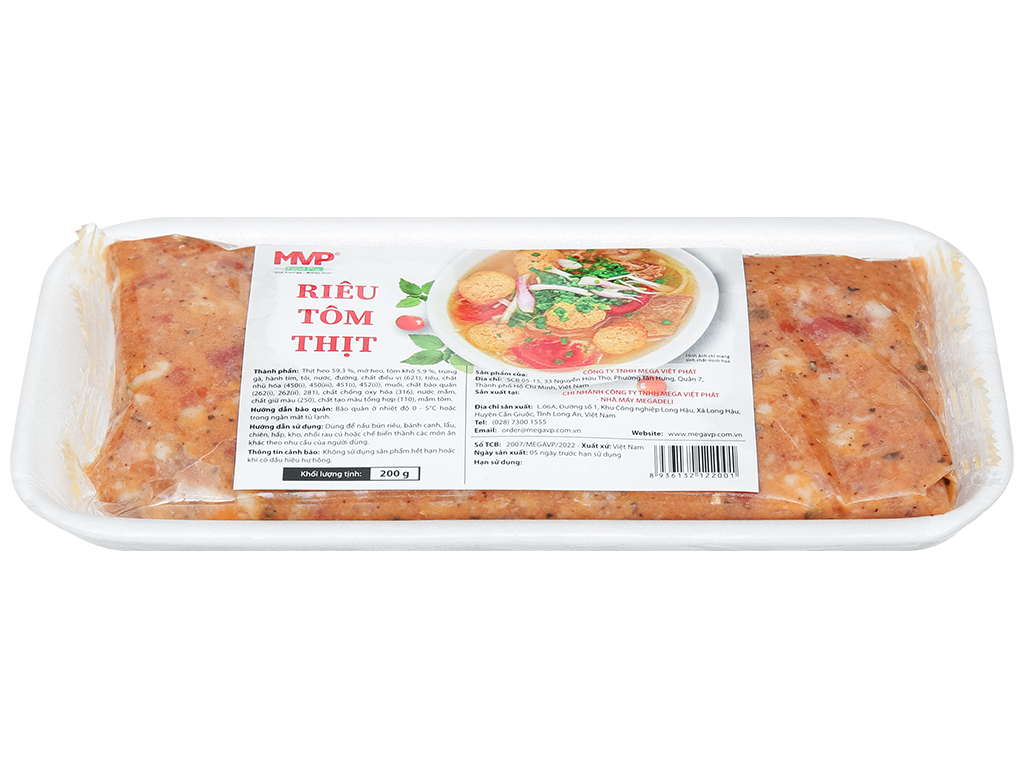 MVP®
Food Pro
RIÊU
TÔM
THỊT
Hình ảnh chỉ mang
tính chất minh họa
Thành phần: Thịt heo 59,3 %, mỡ heo, tôm khô 5,9 %, trứng
gà, hành tím, tỏi, nước, đường, chất điều vị (621), tiêu, chất
nhũ hóa (450(i), 450(iii), 451(i), 452(i)), muối, chất bảo quản
(262(i), 262(ii), 281), chất chống oxy hóa (316), nước mắm,
chất giữ màu (250), chất tạo màu tổng hợp (110), mắm tôm.
Hướng dẫn bảo quản: Bảo quản ở nhiệt độ 0 - 5°C hoặc
trong ngăn mát tủ lạnh.
Hướng dẫn sử dụng: Dùng để nấu bún riêu, bánh canh, lẩu,
chiên, hấp, kho, nhồi rau củ hoặc chế biến thành các món ăn
khác theo nhu cầu của người dùng.
Thông tin cảnh báo: Không sử dụng sản phẩm hết hạn hoặc
khi có dấu hiệu hư hỏng.
Khối lượng tịnh: 200 g
Sản phẩm của: CÔNG TY TNHH MEGA VIỆT PHÁT
Địa chỉ: SCB.05-15, 33 Nguyễn Hữu Thọ, Phường Tân Hưng, Quận 7,
Thành phố Hồ Chí Minh, Việt Nam
Sản xuất tại: CHI NHÁNH CÔNG TY TNHH MEGA VIỆT PHÁT
- NHÀ MÁY MEGADELI
Địa chỉ sản xuất: L.06A, Đường số 1, Khu Công nghiệp Long Hậu, Xã Long Hậu,
Huyện Cần Giuộc, Tỉnh Long An, Việt Nam
Tel: (028) 7300 1555
Email: order@megavp.com.vn Website: www.megavp.com.vn
Số TCB: 2007/MEGAVP/2022 - Xuất xứ: Việt Nam
Ngày sản xuất: 05 ngày trước hạn sử dụng
Hạn sử dụng:
8 936132 122001